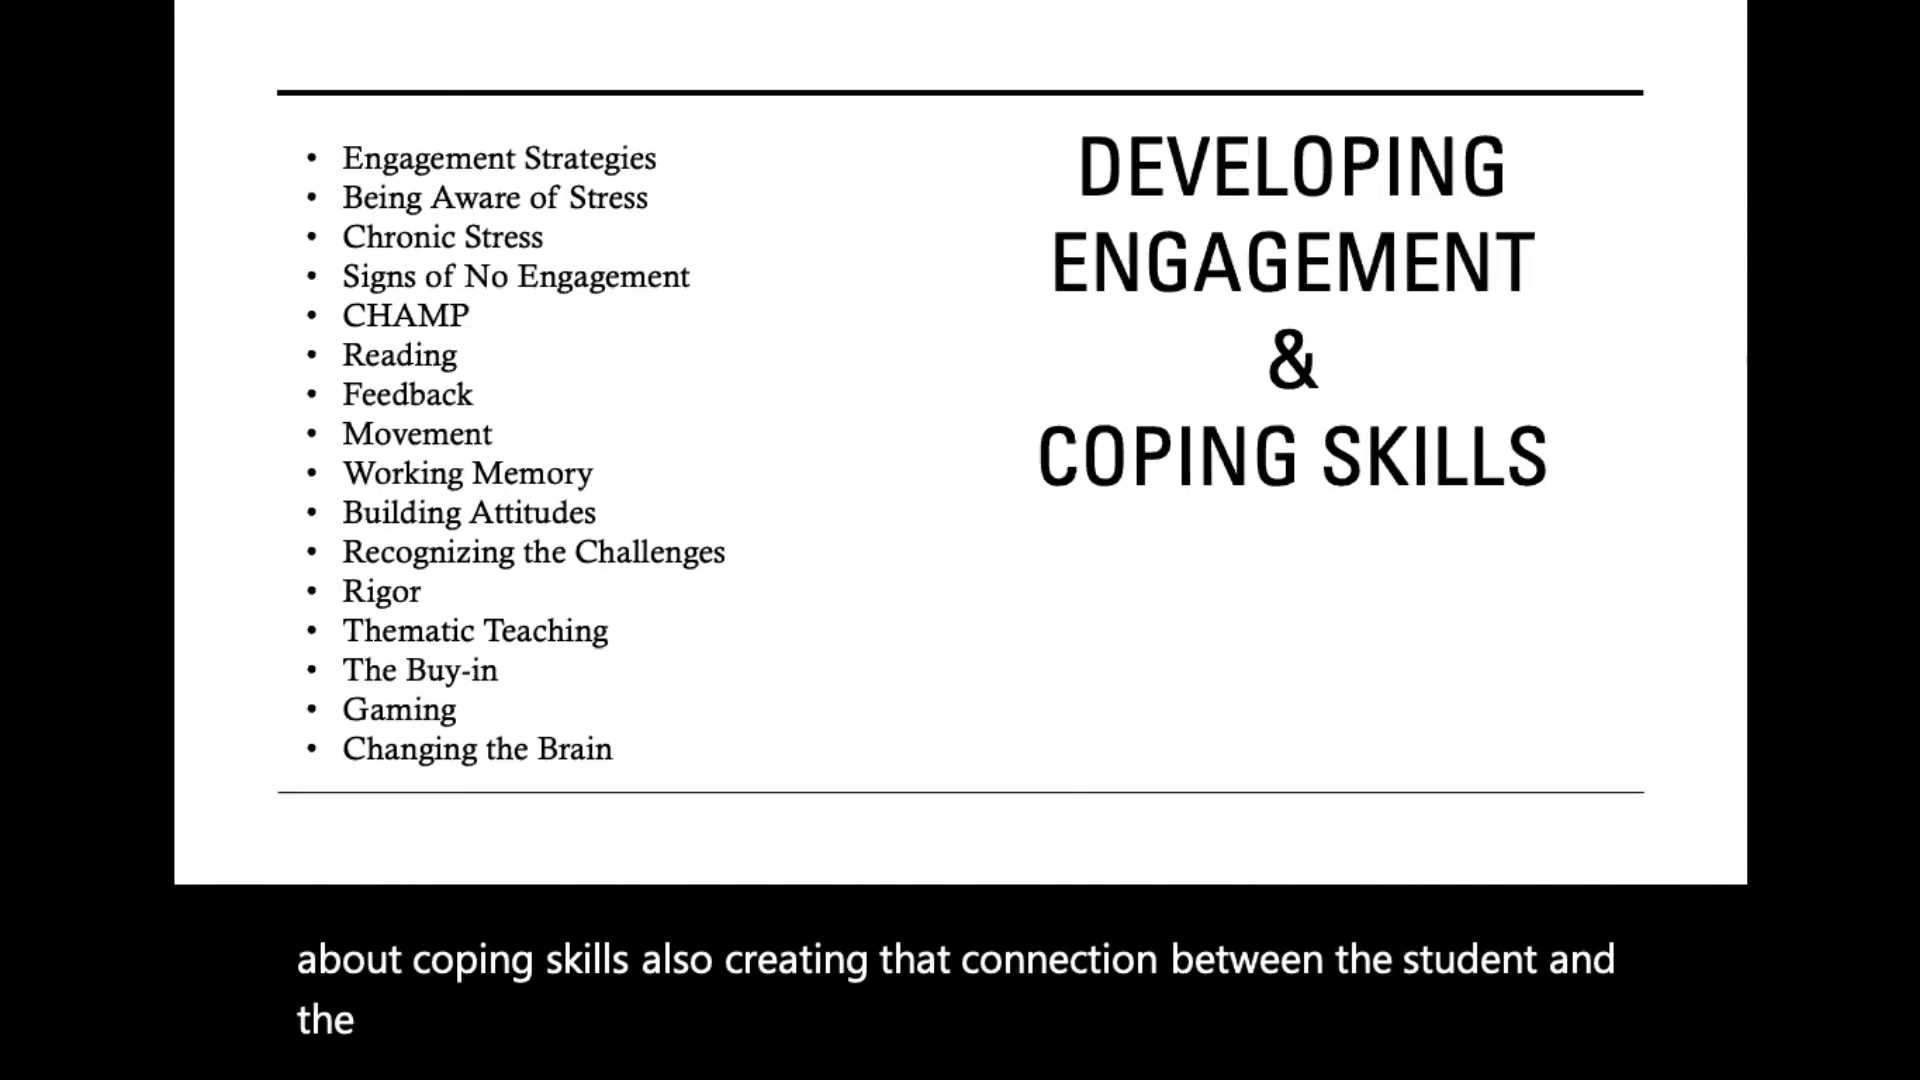 • Engagement Strategies
• Being Aware of Stress
• Chronic Stress
• Signs of No Engagement
• CHAMP
• Reading
• Feedback
• Movement
• Working Memory
• Building Attitudes
• Recognizing the Challenges
• Rigor
• Thematic Teaching
• The Buy-in
• Gaming
• Changing the Brain
DEVELOPING
ENGAGEMENT
&
COPING SKILLS
about coping skills also creating that connection between the student and
the